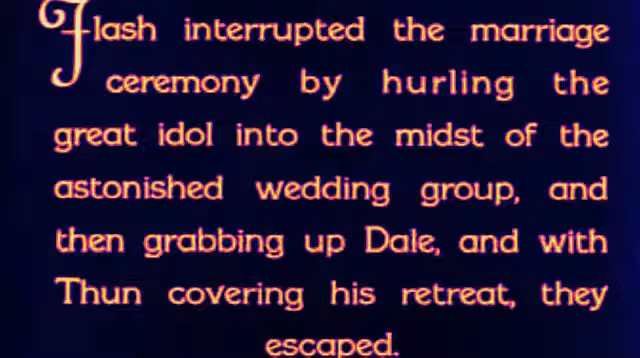 Flash interrupted the marriage
ceremony by hurling the
great idol into the midst of the
astonished wedding group, and
then grabbing up Dale, and with
Thun covering his retreat, they
escaped.